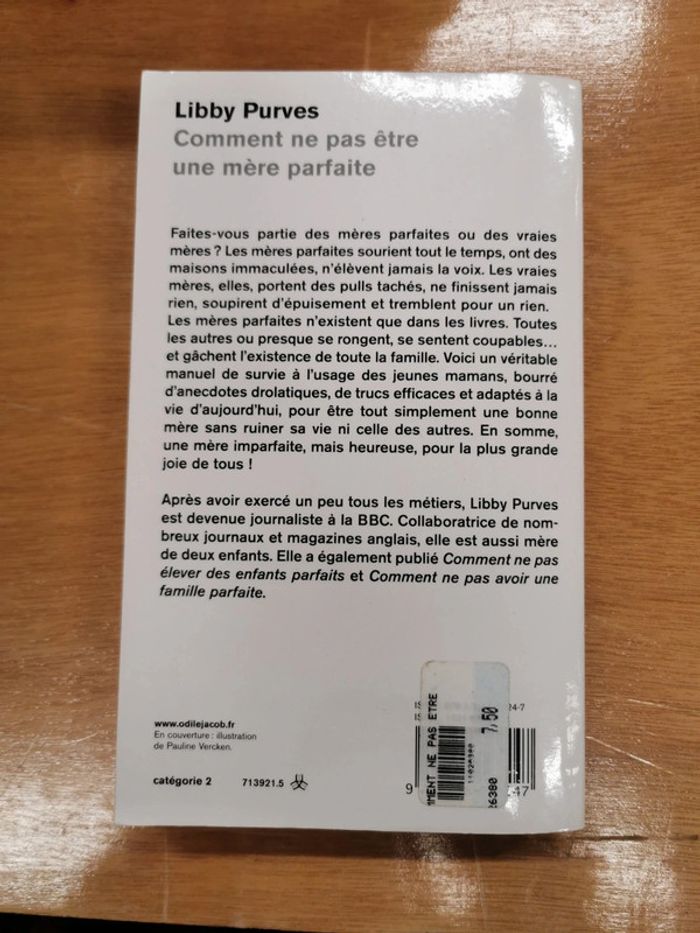 Libby Purves
Comment ne pas être
une mère parfaite
Faites-vous partie des mères parfaites ou des vraies
mères ? Les mères parfaites sourient tout le temps, ont des
maisons immaculées, n'élèvent jamais la voix. Les vraies
mères, elles, portent des pulls tachés, ne finissent jamais
rien, soupirent d'épuisement et tremblent pour un rien.
Les mères parfaites n'existent que dans les livres. Toutes
les autres ou presque se rongent, se sentent coupables...
et gâchent l'existence de toute la famille. Voici un véritable
manuel de survie à l'usage des jeunes mamans, bourré
d'anecdotes drolatiques, de trucs efficaces et adaptés à la
vie d'aujourd'hui, pour être tout simplement une bonne
mère sans ruiner sa vie ni celle des autres. En somme,
une mère imparfaite, mais heureuse, pour la plus grande
joie de tous !
Après avoir exercé un peu tous les métiers, Libby Purves
est devenue journaliste à la BBC. Collaboratrice de nom-
breux journaux et magazines anglais, elle est aussi mère
de deux enfants. Elle a également publié Comment ne pas
élever des enfants parfaits et Comment ne pas avoir une
famille parfaite.
www.odilejacob.fr
En couverture : illustration
de Pauline Vercken.
catégorie 2 713921.5
24-7
9
47
MMENT NE PAS ETRE
7,50
26380